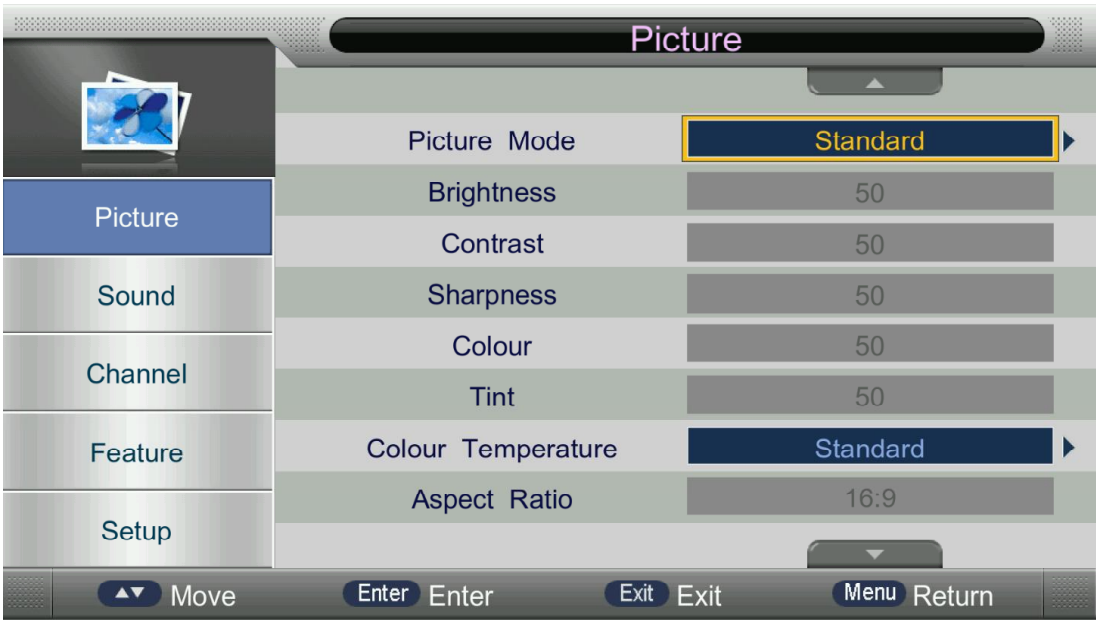 Picture
Picture Mode Standard
Brightness 50
Contrast 50
Sharpness 50
Colour 50
Tint 50
Colour Temperature Standard
Aspect Ratio 16:9
Picture
Sound
Channel
Feature
Setup
Move Enter Enter Exit Exit Menu Return